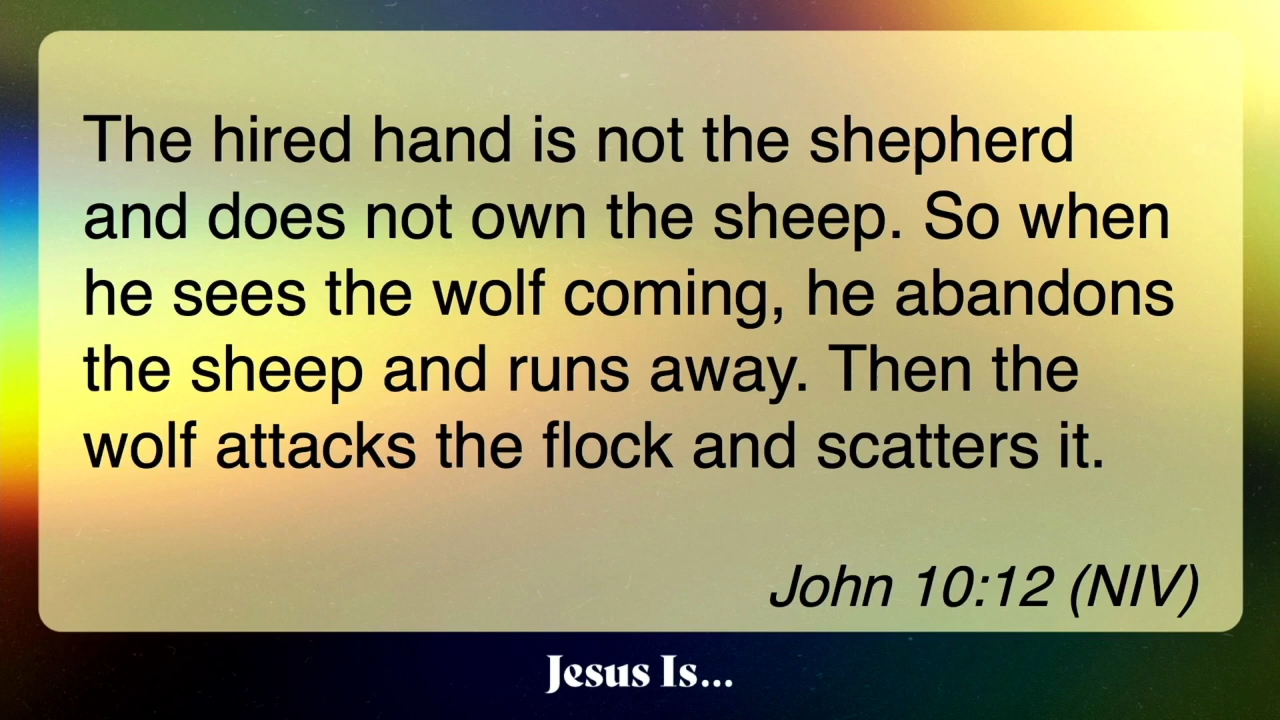 The hired hand is not the shepherd
and does not own the sheep. So when
he sees the wolf coming, he abandons
the sheep and runs away. Then the
wolf attacks the flock and scatters it.
John 10:12 (NIV)
Jesus Is...